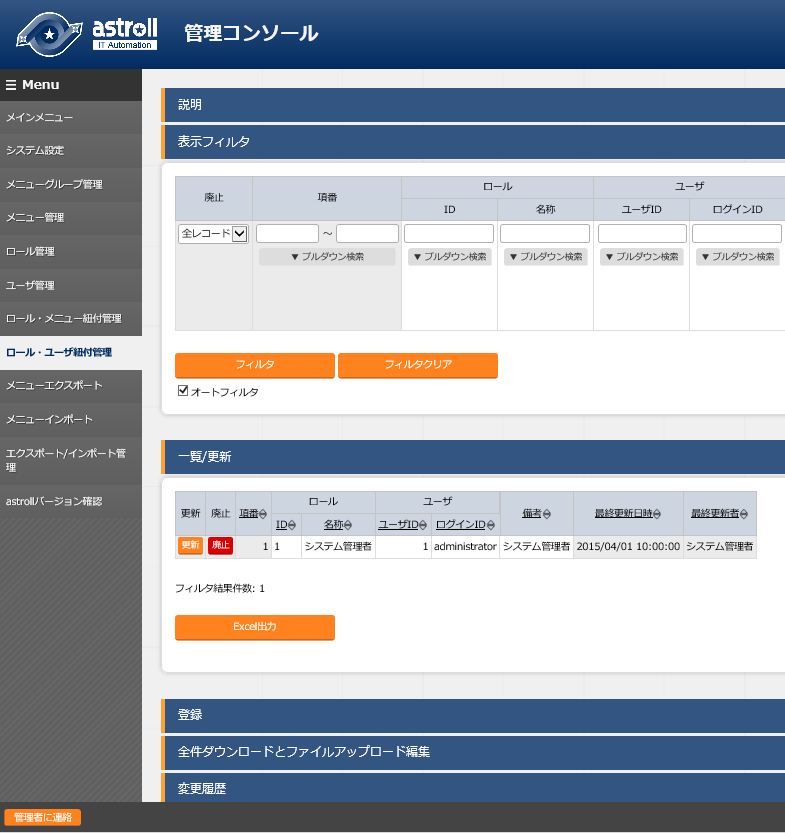 astroll
IT Automation
管理コンソール
☰ Menu
メインメニュー
システム設定
メニューグループ管理
メニュー管理
ロール管理
ユーザ管理
ロール・メニュー紐付管理
ロール・ユーザ紐付管理
メニューエクスポート
メニューインポート
エクスポート/インポート管
理
astrollバージョン確認
説明
表示フィルタ
廃止 項番 ロール ユーザ
ID 名称 ユーザID ログインID
全レコード ～
▼ プルダウン検索 ▼ プルダウン検索 ▼ プルダウン検索 ▼ プルダウン検索 ▼ プルダウン検索
フィルタ フィルタクリア
オートフィルタ
一覧/更新
更新 廃止 項番 ロール ユーザ 備考 最終更新日時 最終更新者
ID 名称 ユーザID ログインID
更新 廃止 1 1 システム管理者 1 administrator システム管理者 2015/04/01 10:00:00 システム管理者
フィルタ結果件数: 1
Excel出力
登録
全件ダウンロードとファイルアップロード編集
変更履歴
管理者に連絡